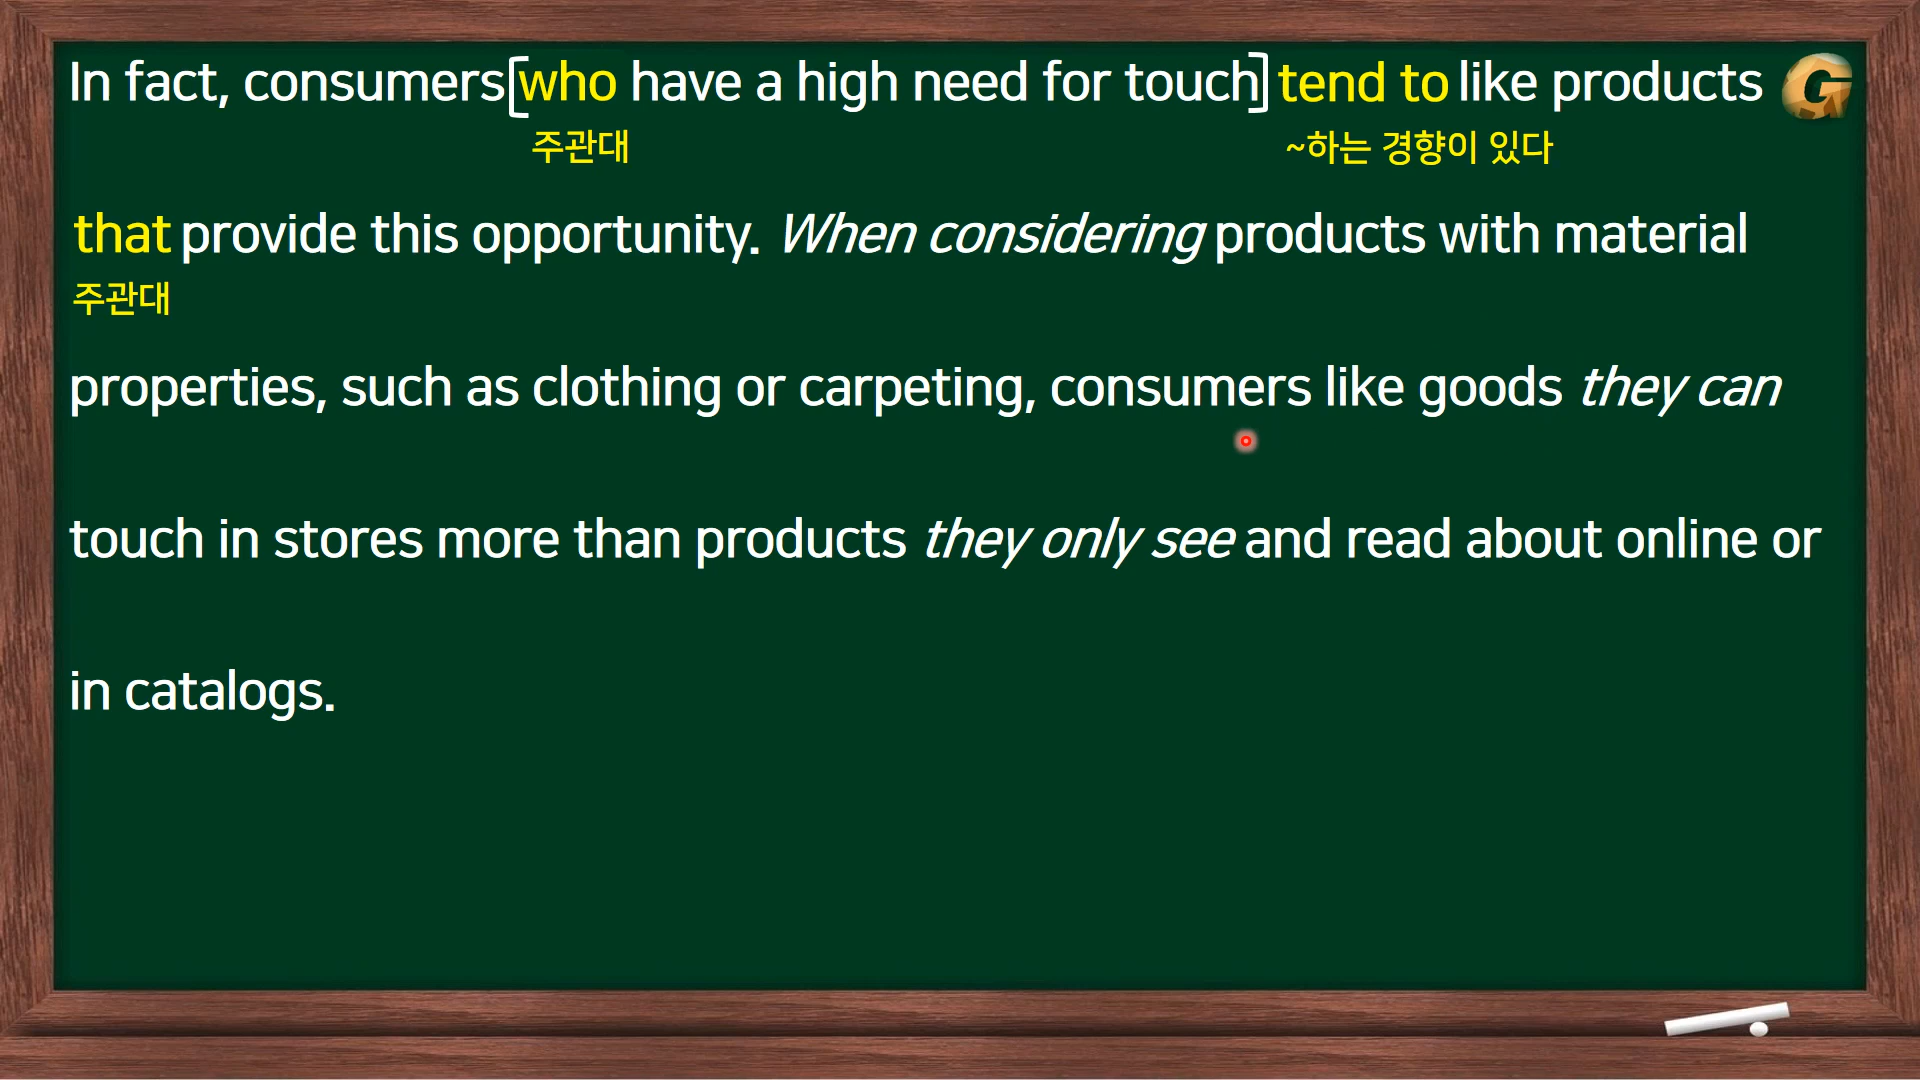 In fact, consumers[who have a high need for touch] tend to like products
주관대 ~하는 경향이 있다
that provide this opportunity. When considering products with material
주관대
properties, such as clothing or carpeting, consumers like goods they can
touch in stores more than products they only see and read about online or
in catalogs.
G